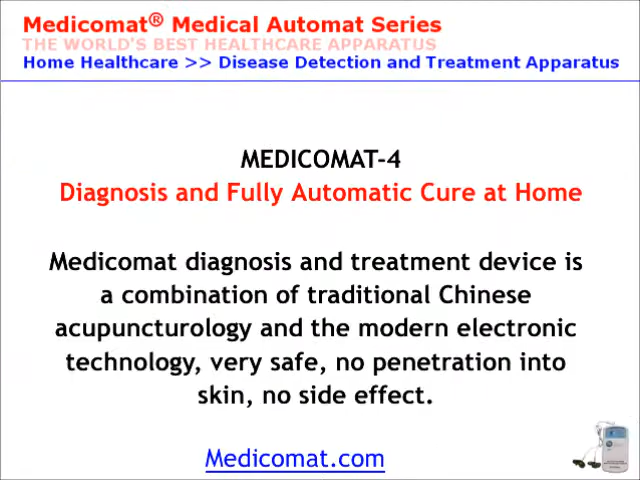 Medicomat® Medical Automat Series
THE WORLD'S BEST HEALTHCARE APPARATUS
Home Healthcare >> Disease Detection and Treatment Apparatus
MEDICOMAT-4
Diagnosis and Fully Automatic Cure at Home
Medicomat diagnosis and treatment device is
a combination of traditional Chinese
acupuncturology and the modern electronic
technology, very safe, no penetration into
skin, no side effect.
Medicomat.com